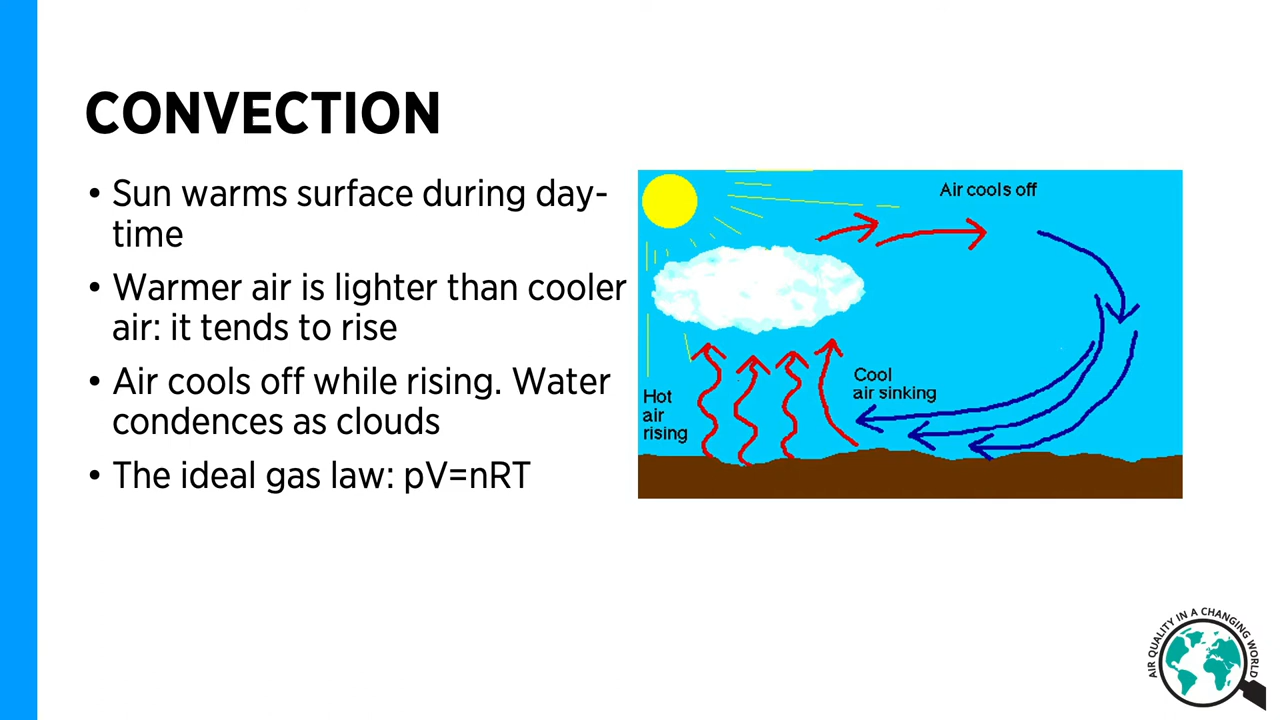 CONVECTION
• Sun warms surface during day-
time
• Warmer air is lighter than cooler
air: it tends to rise
• Air cools off while rising. Water
condences as clouds
• The ideal gas law: pV=nRT
Air cools off
Cool
air sinking
Hot
air
rising
AIR QUALITY IN A CHANGING WORLD